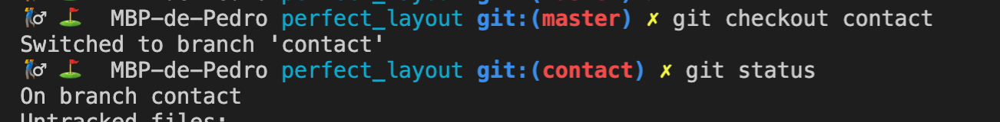 MBP-de-Pedro perfect_layout git:(master) ✗ git checkout contact
Switched to branch 'contact'
MBP-de-Pedro perfect_layout git:(contact) ✗ git status
On branch contact
Untracked files: